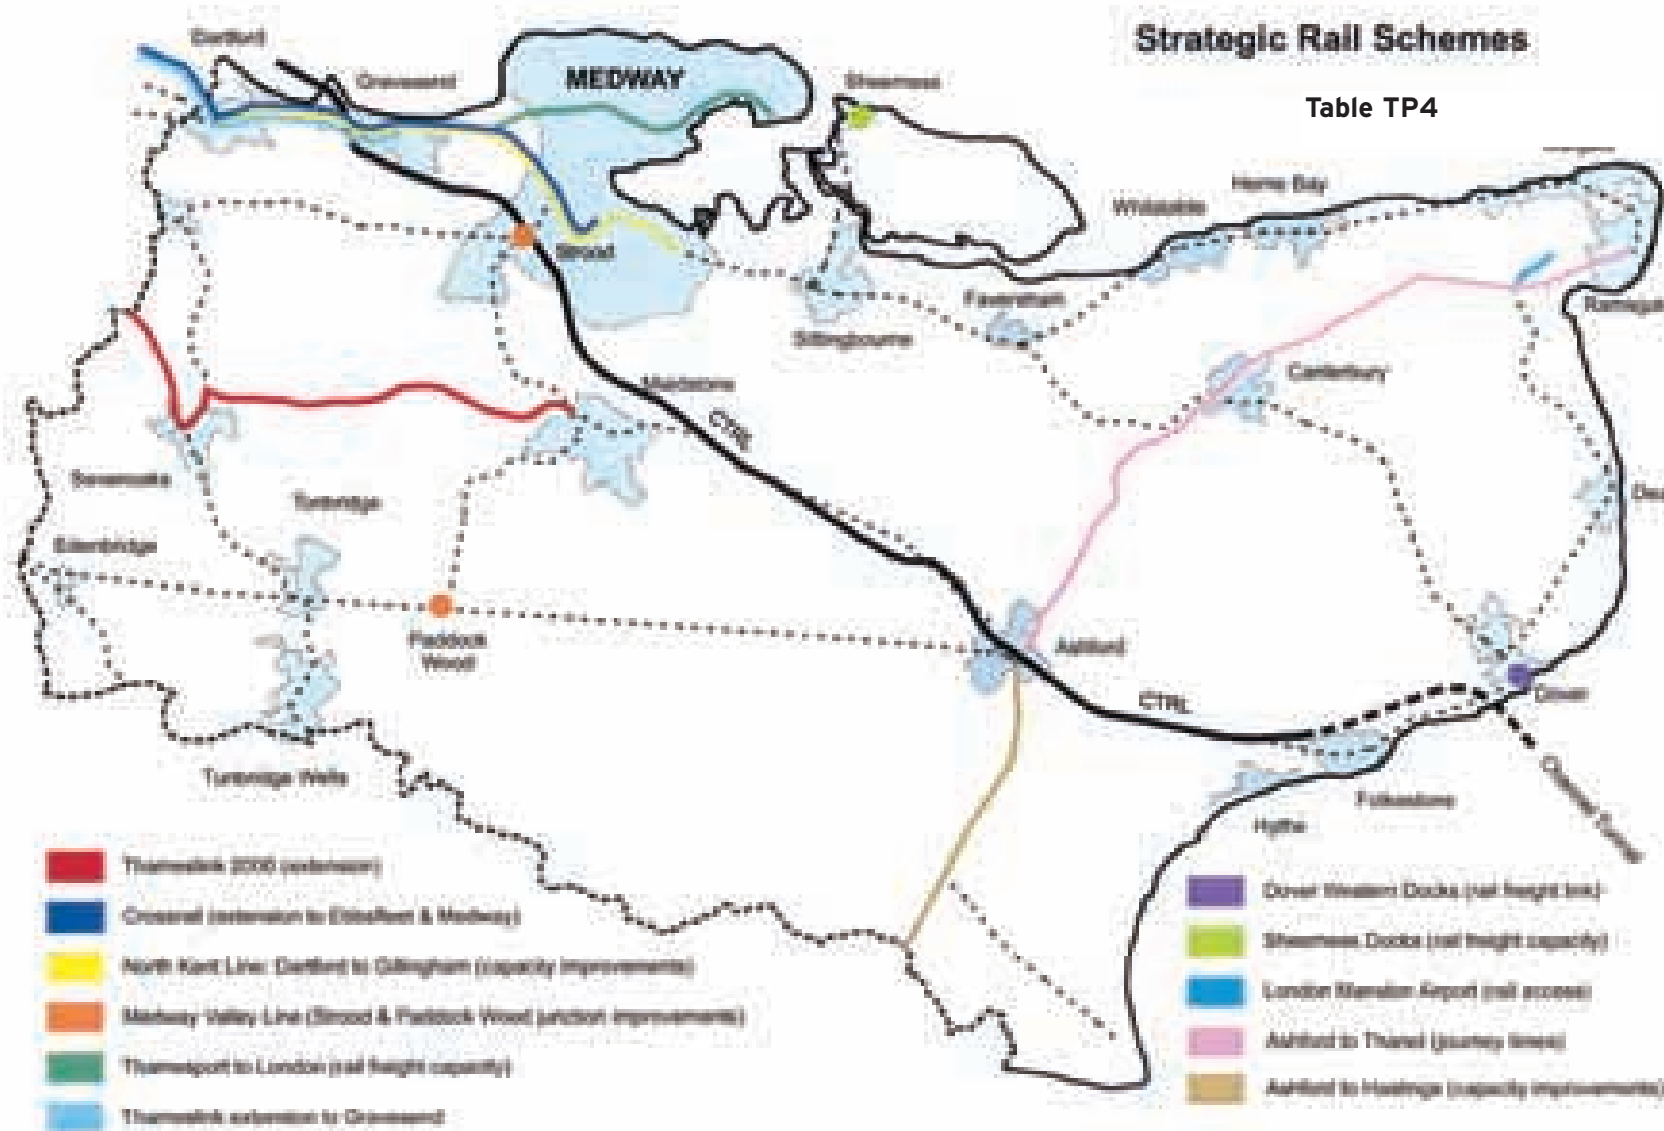 Strategic Rail Schemes
Table TP4
Dartford
Gravesend
MEDWAY
Sheerness
Herne Bay
Whitstable
Strood
Faversham
Sittingbourne
Maidstone
Canterbury
CTRL
Sevenoaks
Tonbridge
Edenbridge
Paddock
Wood
Ashford
CTRL
Dover
Tunbridge Wells
Folkestone
Hythe
Channel Tunnel
Thameslink 2000 (extension)
Crossrail (extension to Ebbsfleet & Medway)
North Kent Line: Dartford to Gillingham (capacity improvements)
Medway Valley Line (Strood & Paddock Wood junction improvements)
Thamesport to London (rail freight capacity)
Thameslink extension to Gravesend
Dover Western Docks (rail freight link)
Sheerness Docks (rail freight capacity)
London Manston Airport (rail access)
Ashford to Thanet (journey times)
Ashford to Hastings (capacity improvements)